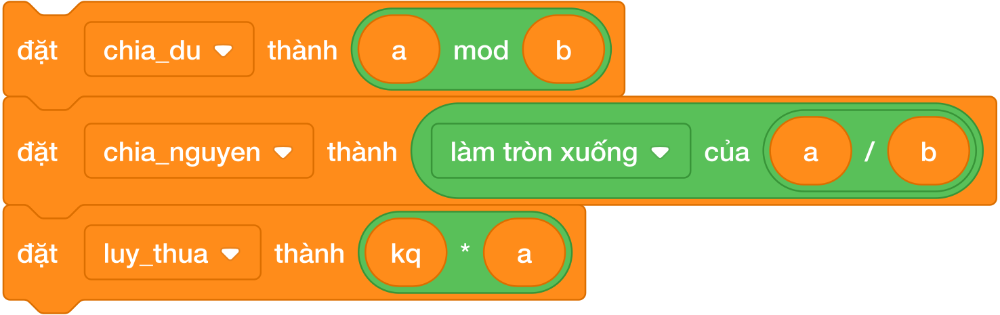 đặt chia_du thành a mod b
đặt chia_nguyen thành làm tròn xuống của a / b
đặt luy_thua thành kq * a